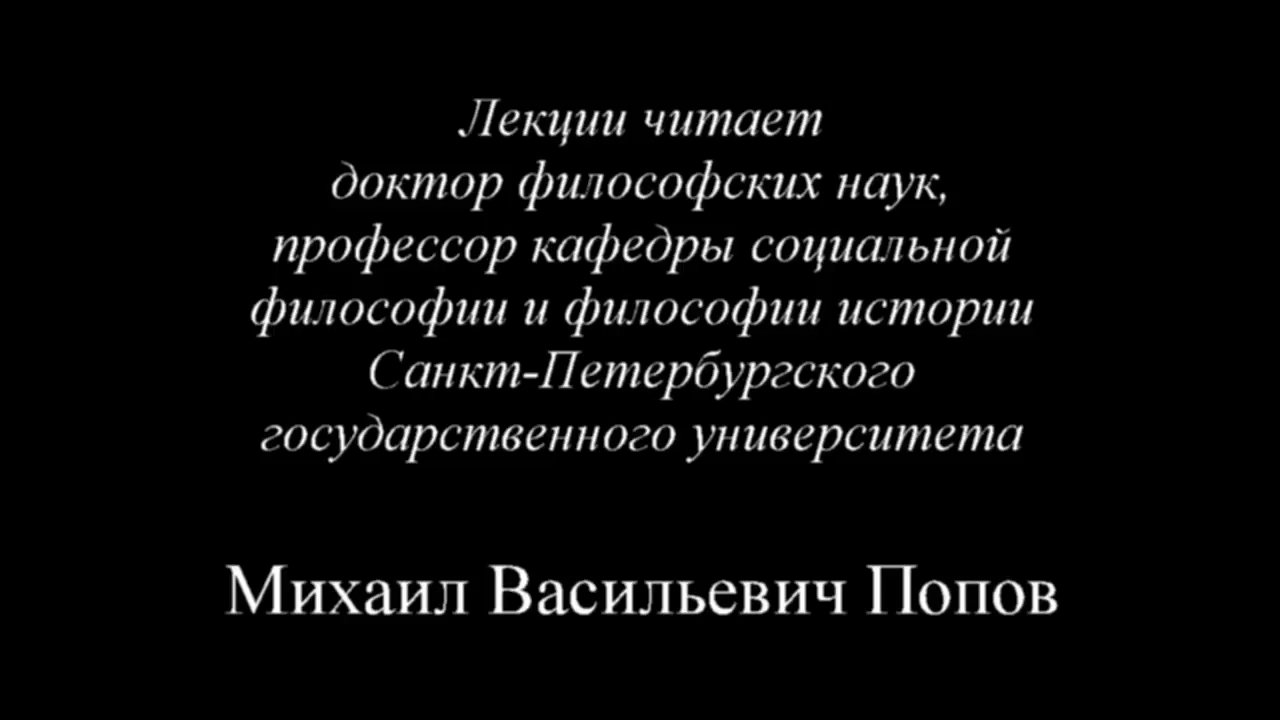 Лекции читает
доктор философских наук,
профессор кафедры социальной
философии и философии истории
Санкт-Петербургского
государственного университета
Михаил Васильевич Попов